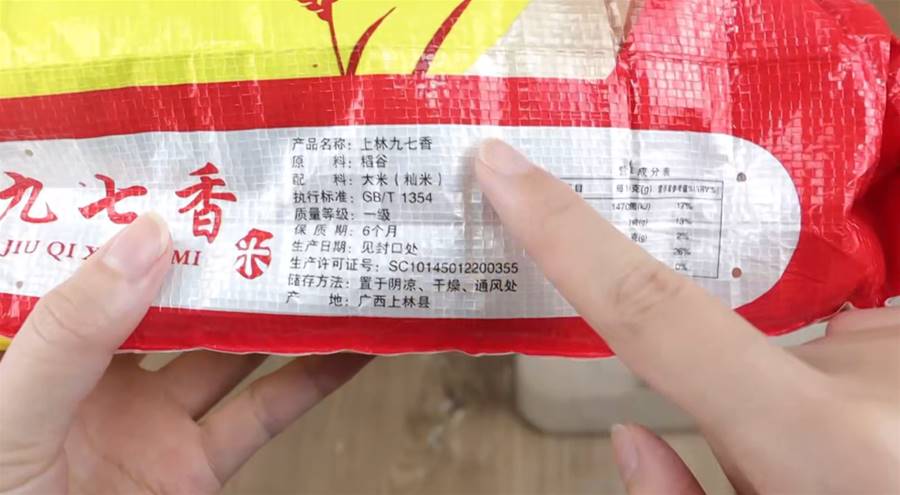 九七香
JIU QI X MI
米
产品名称：上林九七香
原　　料：稻谷
配　　料：大米（籼米）
执行标准：GB/T 1354
质量等级：一级
保 质 期：6个月
生产日期：见封口处
生产许可证号：SC10145012200355
储存方法：置于阴凉、干燥、通风处
产　　地：广西上林县
成分表
17%
13%
2%
26%
0%